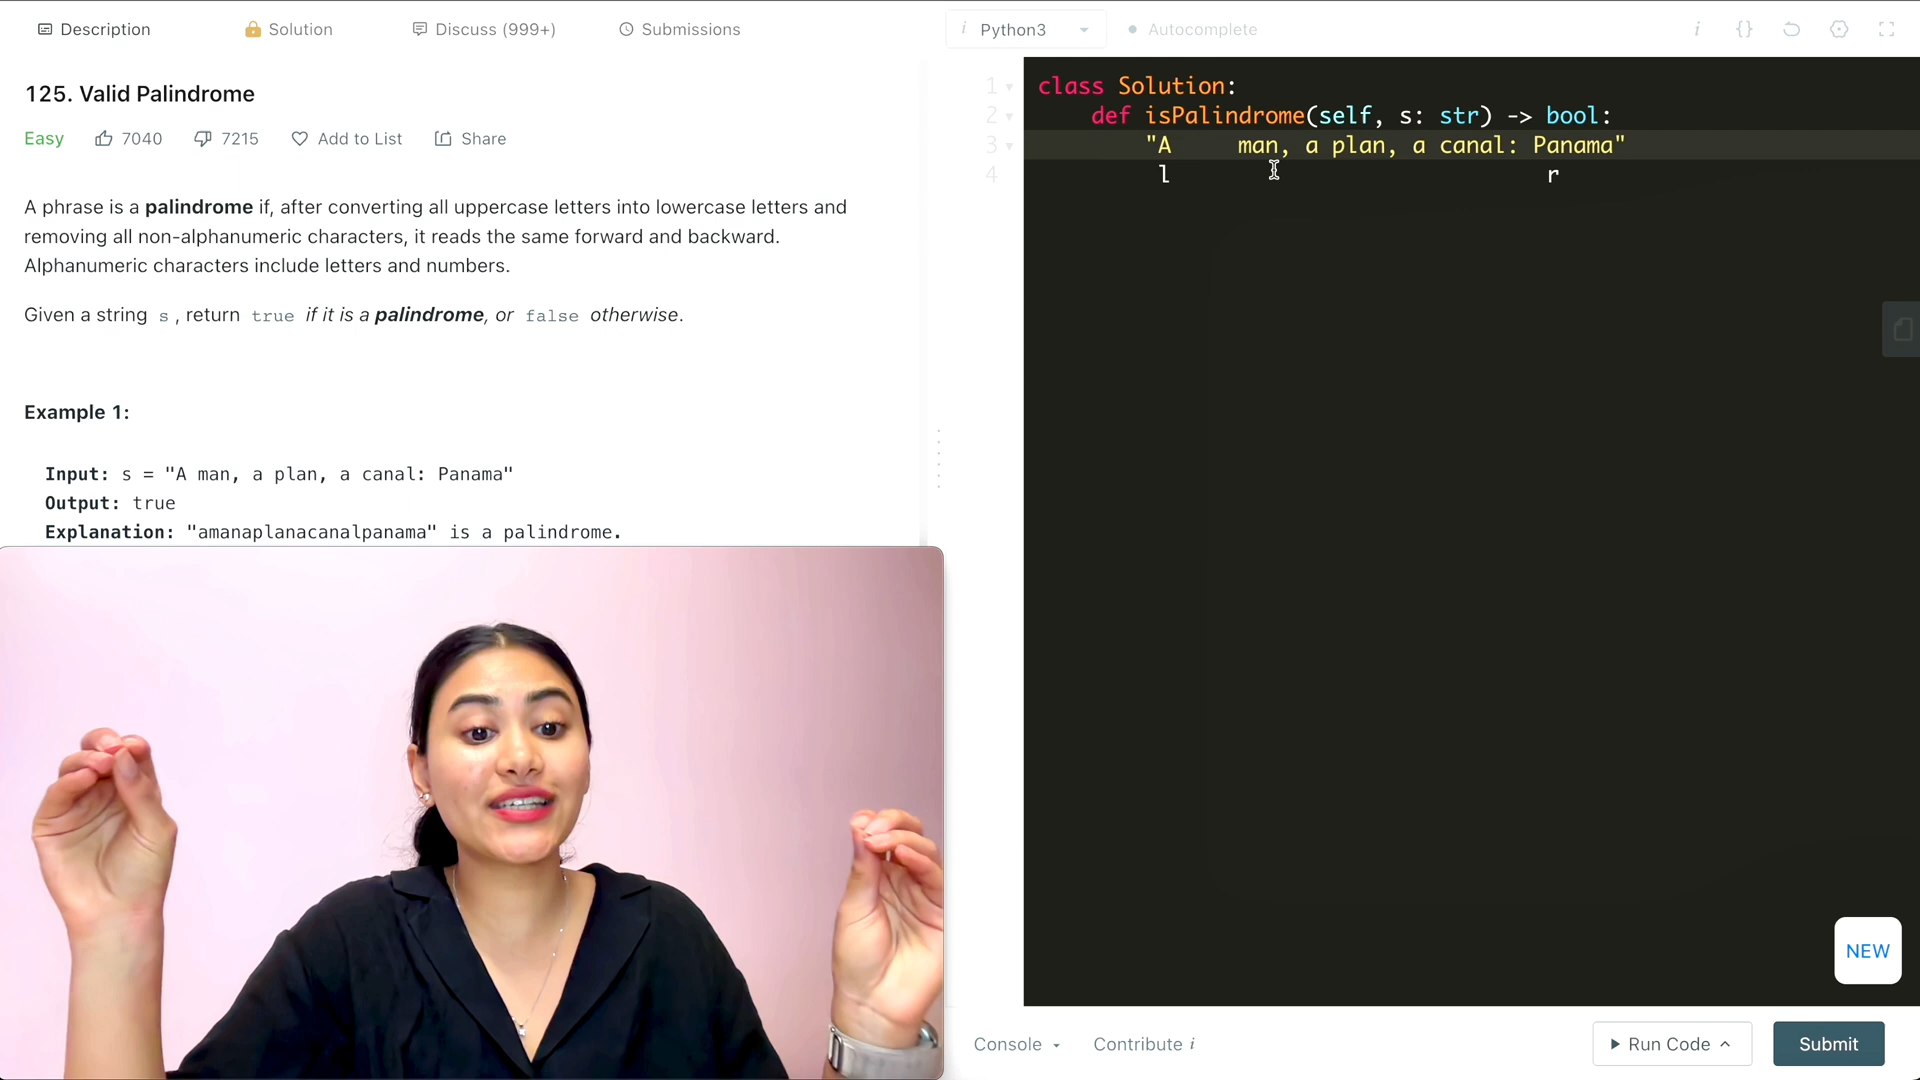 Description Solution Discuss (999+) Submissions i Python3 Autocomplete i {}
125. Valid Palindrome
Easy 7040 7215 Add to List Share
A phrase is a palindrome if, after converting all uppercase letters into lowercase letters and
removing all non-alphanumeric characters, it reads the same forward and backward.
Alphanumeric characters include letters and numbers.
Given a string s, return true if it is a palindrome, or false otherwise.
Example 1:
Input: s = "A man, a plan, a canal: Panama"
Output: true
Explanation: "amanaplanacanalpanama" is a palindrome.
1 class Solution:
2     def isPalindrome(self, s: str) -> bool:
3         "A     man, a plan, a canal: Panama"
4          l                             r
NEW
Console Contribute i Run Code Submit